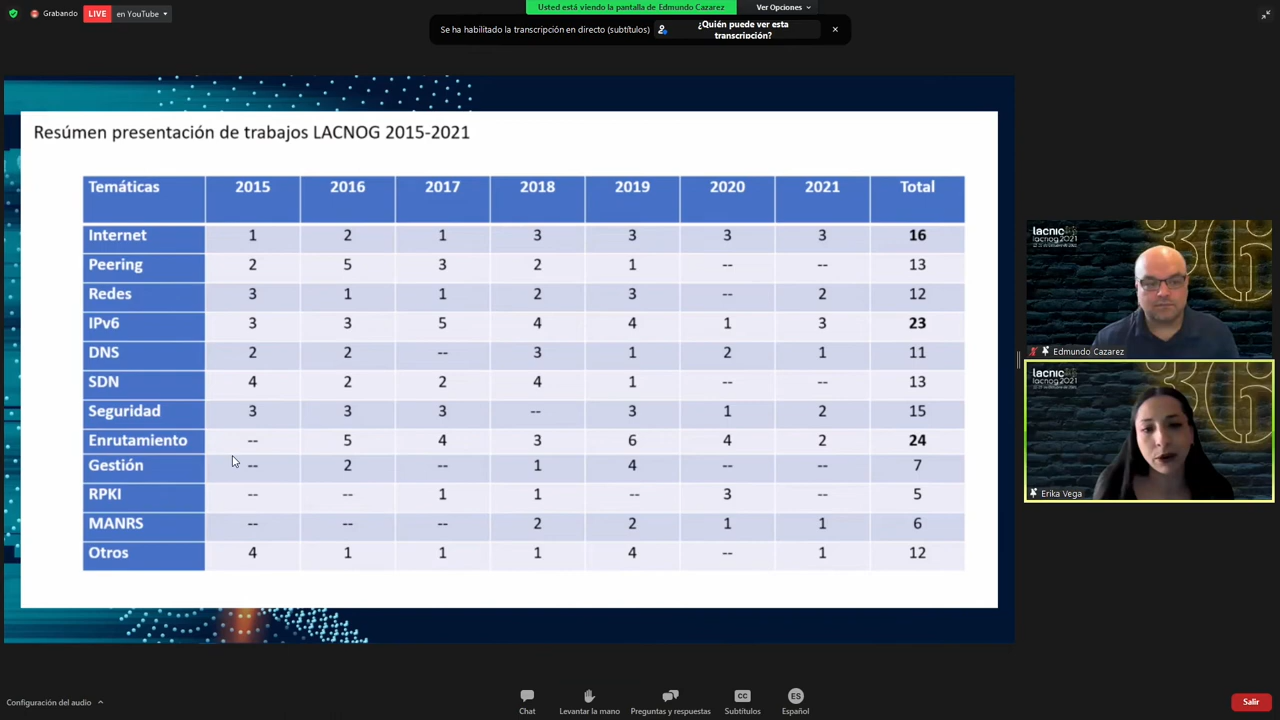 Grabando LIVE en YouTube
Usted está viendo la pantalla de Edmundo Cazarez Ver Opciones
Se ha habilitado la transcripción en directo (subtítulos) ¿Quién puede ver esta transcripción?
Resúmen presentación de trabajos LACNOG 2015-2021
Temáticas 2015 2016 2017 2018 2019 2020 2021 Total
Internet 1 2 1 3 3 3 3 16
Peering 2 5 3 2 1 -- -- 13
Redes 3 1 1 2 3 -- 2 12
IPv6 3 3 5 4 4 1 3 23
DNS 2 2 -- 3 1 2 1 11
SDN 4 2 2 4 1 -- -- 13
Seguridad 3 3 3 -- 3 1 2 15
Enrutamiento -- 5 4 3 6 4 2 24
Gestión -- 2 -- 1 4 -- -- 7
RPKI -- -- 1 1 -- 3 -- 5
MANRS -- -- -- 2 2 1 1 6
Otros 4 1 1 1 4 -- 1 12
lacnic36
lacnog2021
36
Edmundo Cazarez
lacnic36
lacnog2021
36
Erika Vega
Configuración del audio
Chat
Levantar la mano
Preguntas y respuestas
CC
Subtítulos
ES
Español
Salir